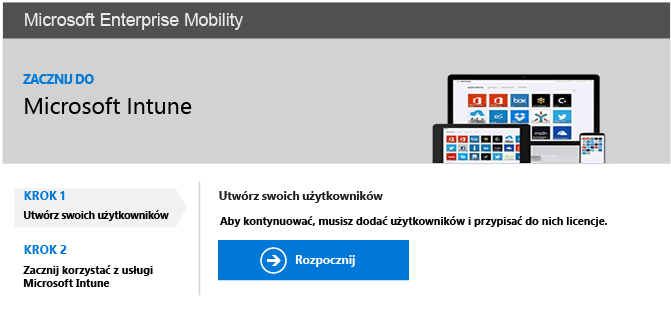 Microsoft Enterprise Mobility
ZACZNIJ DO
Microsoft Intune
KROK 1
Utwórz swoich użytkowników
KROK 2
Zacznij korzystać z usługi
Microsoft Intune
Utwórz swoich użytkowników
Aby kontynuować, musisz dodać użytkowników i przypisać do nich licencje.
Rozpocznij